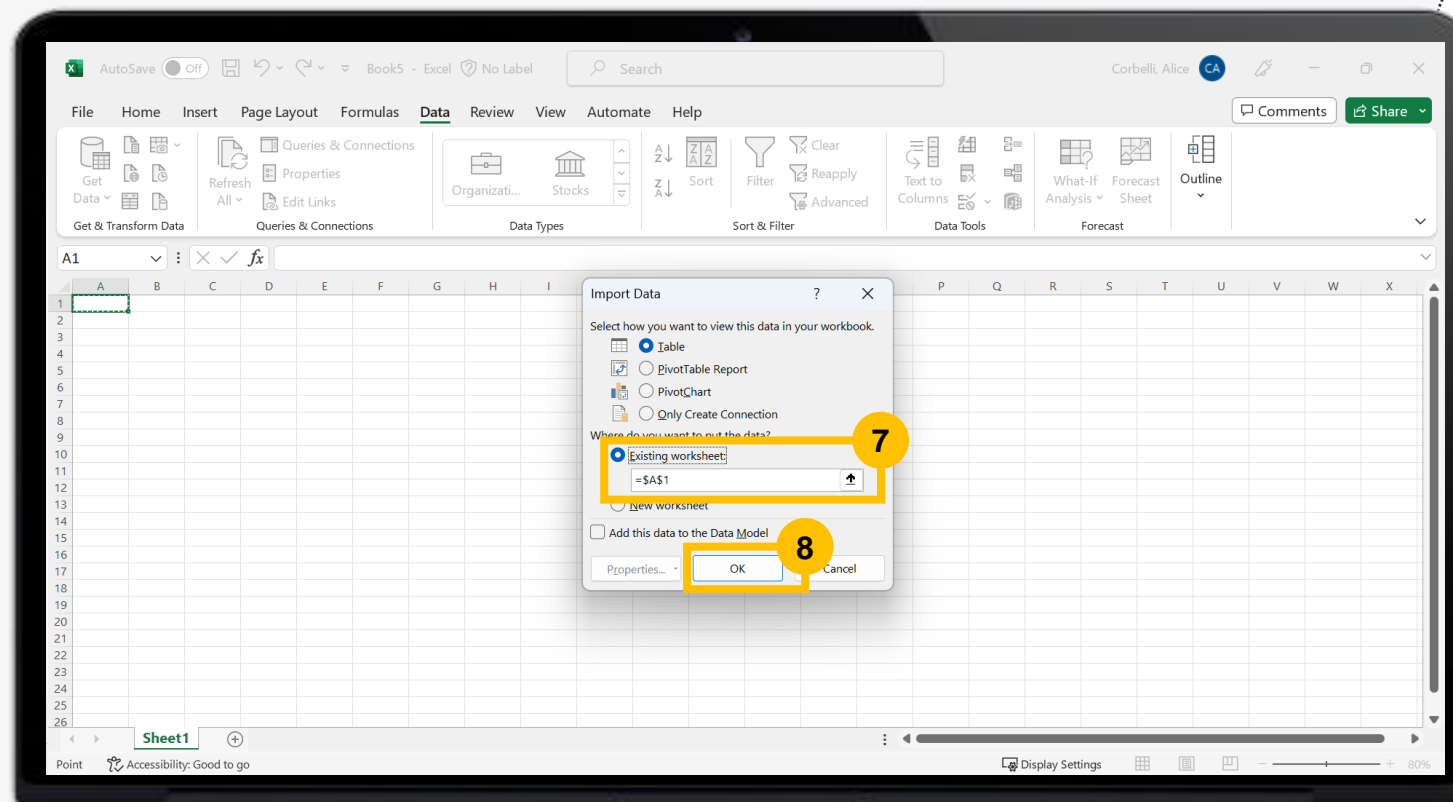 AutoSave Off Book5 - Excel No Label Search Corbelli, Alice CA
File Home Insert Page Layout Formulas Data Review View Automate Help Comments Share
Get Data
Refresh All
Queries & Connections
Properties
Edit Links
Organizati... Stocks
Sort
Filter
Clear
Reapply
Advanced
Text to Columns
What-If Analysis
Forecast Sheet
Outline
Get & Transform Data Queries & Connections Data Types Sort & Filter Data Tools Forecast
A1 fx
A B C D E F G H I P Q R S T U V W X
1
2
3
4
5
6
7
8
9
10
11
12
13
14
15
16
17
18
19
20
21
22
23
24
25
26
Import Data ?
Select how you want to view this data in your workbook.
Table
PivotTable Report
PivotChart
Only Create Connection
Where do you want to put the data?
7
Existing worksheet:
=$A$1
New worksheet
Add this data to the Data Model
8
Properties... OK Cancel
Sheet1
Point Accessibility: Good to go Display Settings 80%